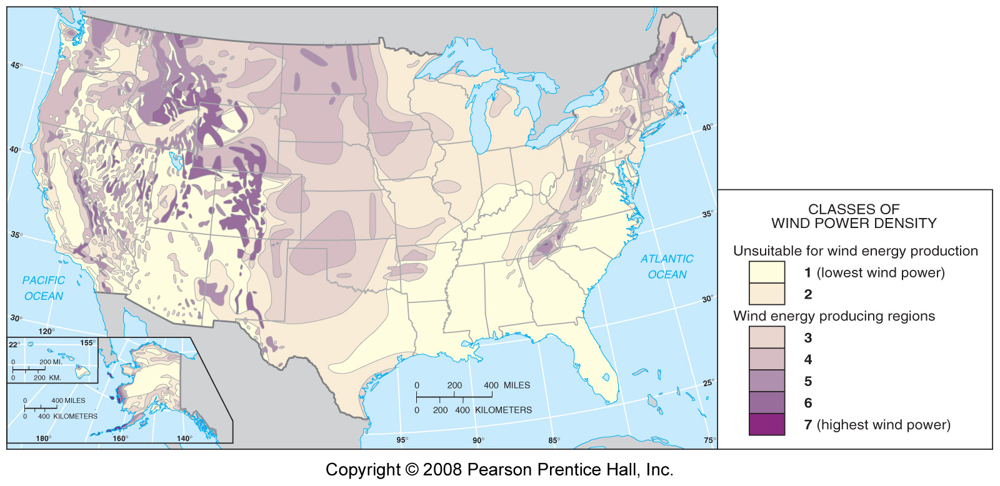 45°
40°
35°
30°
120°
PACIFIC
OCEAN
22°
155°
0 200 MI.
0 200 KM.
0 400 MILES
0 400 KILOMETERS
180°
160°
140°
0 200 400 MILES
0 200 400 KILOMETERS
95°
90°
85°
75°
40°
35°
ATLANTIC
OCEAN
30°
25°
CLASSES OF
WIND POWER DENSITY
Unsuitable for wind energy production
1 (lowest wind power)
2
Wind energy producing regions
3
4
5
6
7 (highest wind power)
Copyright © 2008 Pearson Prentice Hall, Inc.